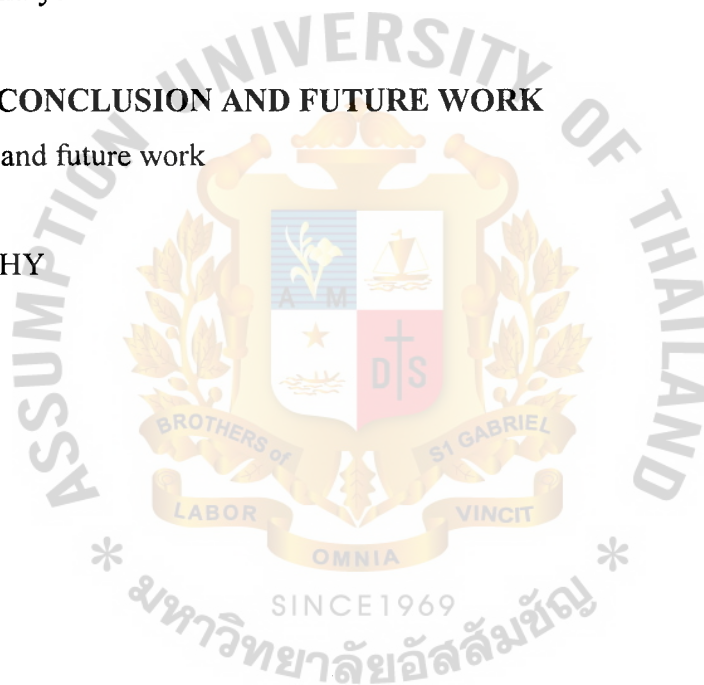 CONCLUSION AND FUTURE WORK
and future work
HY
ASSUMPTION UNIVERSITY OF THAILAND
A M
D S
BROTHERS of
S1 GABRIEL
LABOR
VINCIT
OMNIA
* SINCE1969 *
มหาวิทยาลัยอัสสัมชัญ